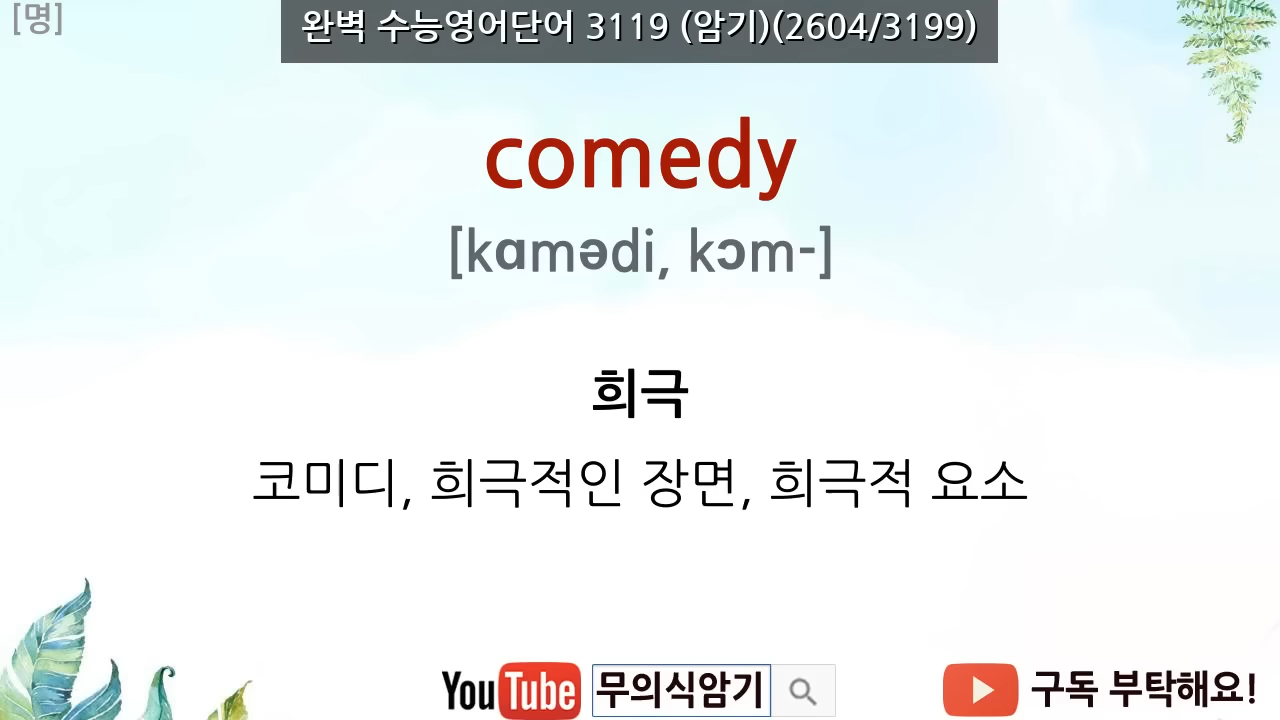 [명]
완벽 수능영어단어 3119 (암기)(2604/3199)
comedy
[kɑmədi, kɔm-]
희극
코미디, 희극적인 장면, 희극적 요소
YouTube 무의식암기 구독 부탁해요!